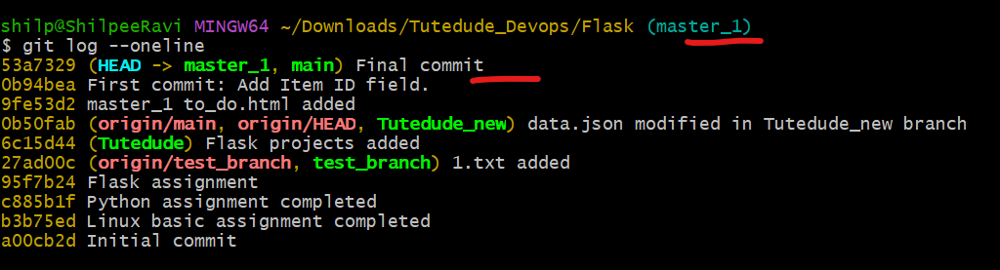 shilp@ShilpeeRavi MINGW64 ~/Downloads/Tutedude_Devops/Flask (master_1)
$ git log --oneline
53a7329 (HEAD -> master_1, main) Final commit
0b94bea First commit: Add Item ID field.
9fe53d2 master_1 to_do.html added
0b50fab (origin/main, origin/HEAD, Tutedude_new) data.json modified in Tutedude_new branch
6c15d44 (Tutedude) Flask projects added
27ad00c (origin/test_branch, test_branch) 1.txt added
95f7b24 Flask assignment
c885b1f Python assignment completed
b3b75ed Linux basic assignment completed
a00cb2d Initial commit